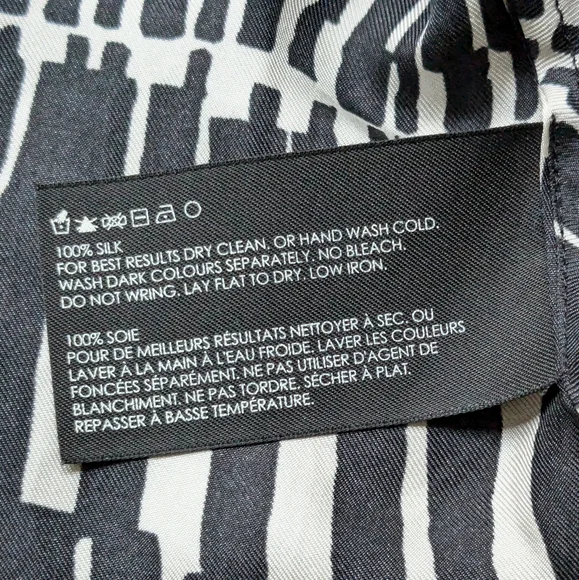 100% SILK
FOR BEST RESULTS DRY CLEAN. OR HAND WASH COLD.
WASH DARK COLOURS SEPARATELY. NO BLEACH.
DO NOT WRING. LAY FLAT TO DRY. LOW IRON.
100% SOIE
POUR DE MEILLEURS RÉSULTATS NETTOYER À SEC. OU
LAVER À LA MAIN À L'EAU FROIDE. LAVER LES COULEURS
FONCÉES SÉPARÉMENT. NE PAS UTILISER D'AGENT DE
BLANCHIMENT. NE PAS TORDRE. SÉCHER À PLAT.
REPASSER À BASSE TEMPÉRATURE.